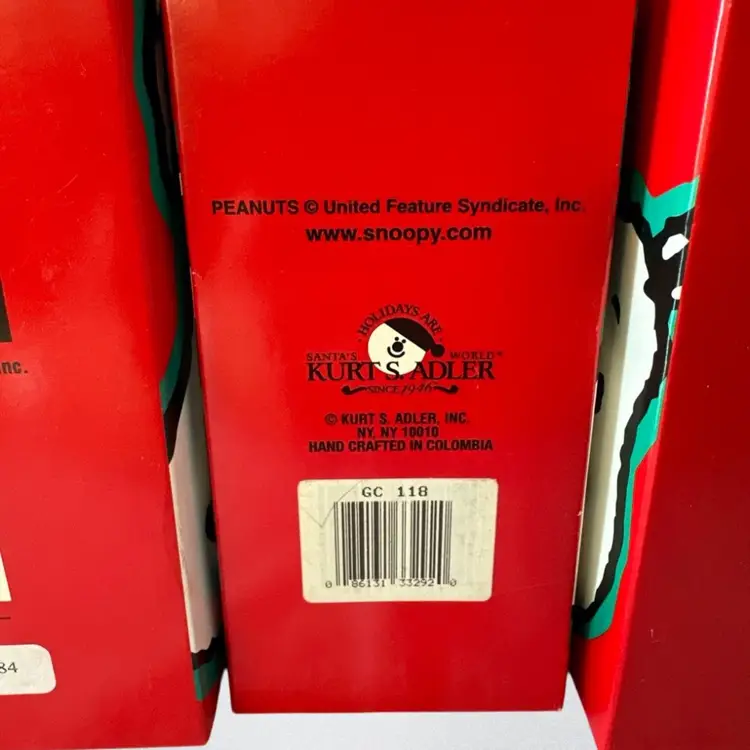 PEANUTS © United Feature Syndicate, Inc.
www.snoopy.com
HOLIDAYS ARE
SANTA'S WORLD™
KURT S. ADLER
SINCE 1946
© KURT S. ADLER, INC.
NY, NY 10010
HAND CRAFTED IN COLOMBIA
GC 118
0 86131 33292 0
nc.
84